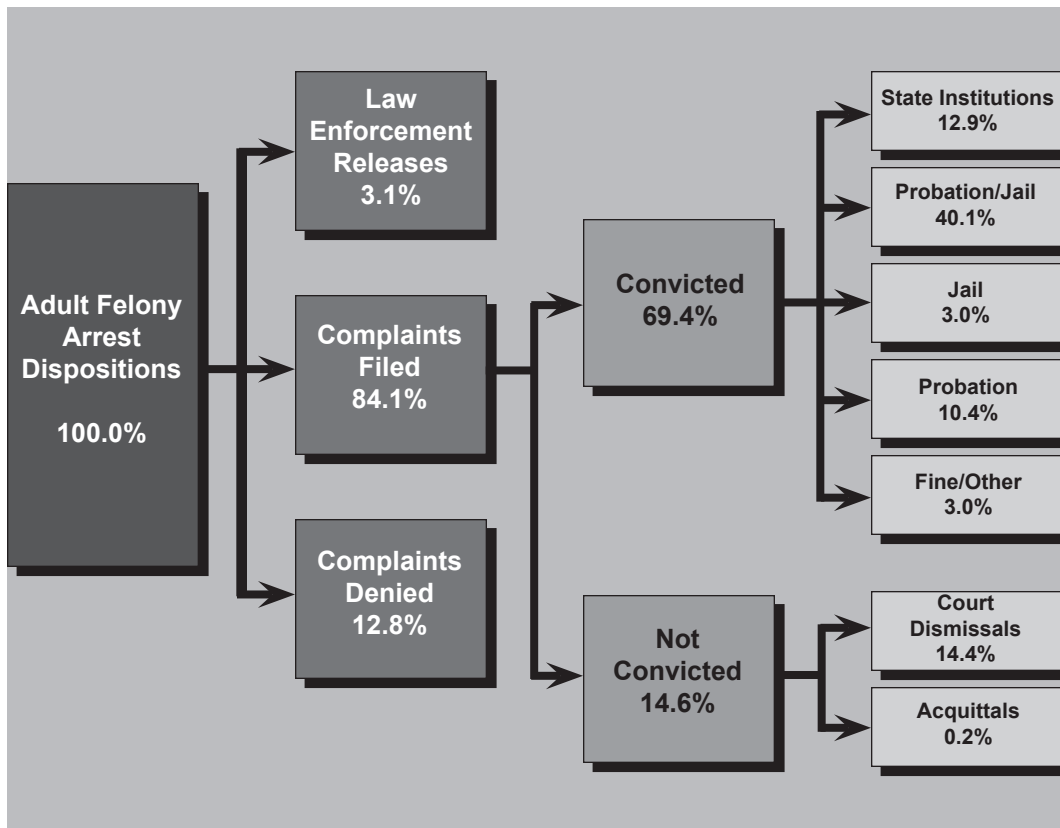 Adult Felony
Arrest
Dispositions
100.0%
Law
Enforcement
Releases
3.1%
Complaints
Filed
84.1%
Complaints
Denied
12.8%
Convicted
69.4%
Not
Convicted
14.6%
State Institutions
12.9%
Probation/Jail
40.1%
Jail
3.0%
Probation
10.4%
Fine/Other
3.0%
Court
Dismissals
14.4%
Acquittals
0.2%